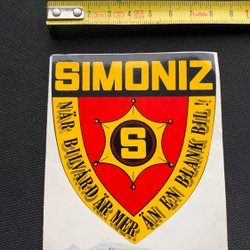 SIMONIZ
S
NÄR BILVÅRD ÄR MER ÄN EN BLANK BIL!